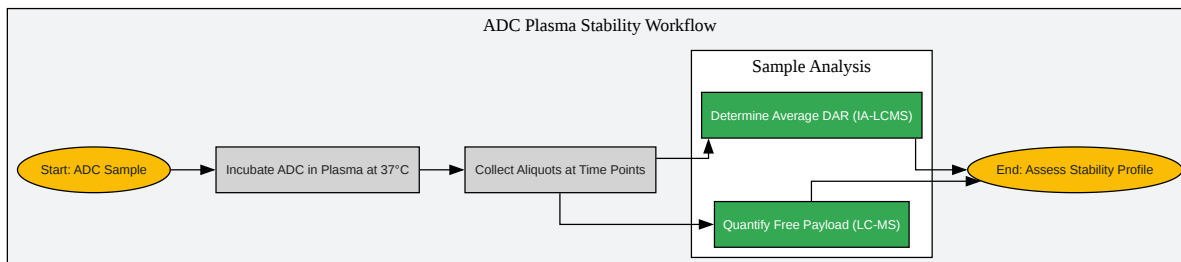 ADC Plasma Stability Workflow
Sample Analysis
Determine Average DAR (IA-LCMS)
Start: ADC Sample
Incubate ADC in Plasma at 37°C
Collect Aliquots at Time Points
End: Assess Stability Profile
Quantify Free Payload (LC-MS)